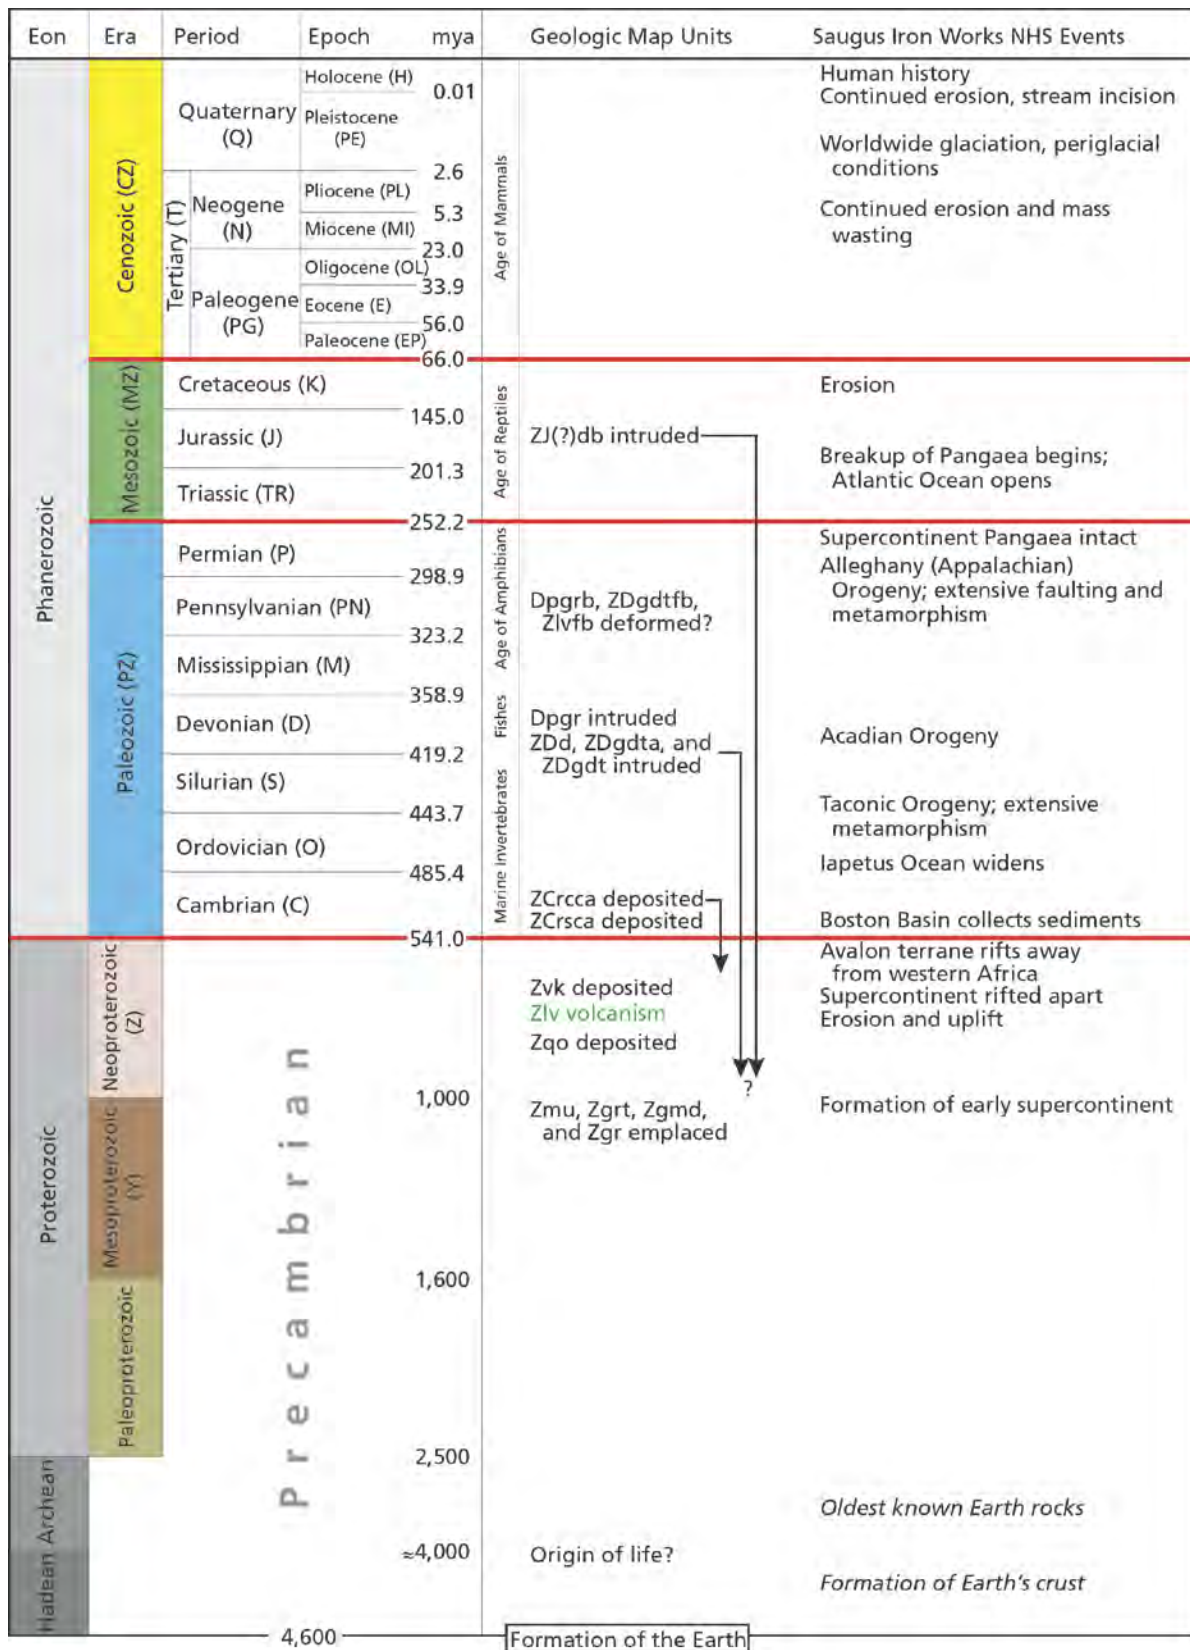 Eon Era Period Epoch mya Geologic Map Units Saugus Iron Works NHS Events
Phanerozoic
Cenozoic (CZ)
Quaternary
(Q)
Tertiary (T)
Neogene
(N)
Paleogene
(PG)
Holocene (H)
0.01
Pleistocene
(PE)
2.6
Pliocene (PL)
5.3
Miocene (MI)
23.0
Oligocene (OL)
33.9
Eocene (E)
56.0
Paleocene (EP)
66.0
Age of Mammals
Human history
Continued erosion, stream incision
Worldwide glaciation, periglacial
conditions
Continued erosion and mass
wasting
Mesozoic (MZ)
Cretaceous (K)
145.0
Jurassic (J)
201.3
Triassic (TR)
252.2
Age of Reptiles
ZJ(?)db intruded
Erosion
Breakup of Pangaea begins;
Atlantic Ocean opens
Paleozoic (PZ)
Permian (P)
298.9
Pennsylvanian (PN)
323.2
Mississippian (M)
358.9
Devonian (D)
419.2
Silurian (S)
443.7
Ordovician (O)
485.4
Cambrian (C)
541.0
Age of Amphibians
Fishes
Marine Invertebrates
Dpgrb, ZDgdtfb,
Zlvfb deformed?
Dpgr intruded
ZDd, ZDgdta, and
ZDgdt intruded
ZCrcca deposited
ZCrsca deposited
Supercontinent Pangaea intact
Alleghany (Appalachian)
Orogeny; extensive faulting and
metamorphism
Acadian Orogeny
Taconic Orogeny; extensive
metamorphism
Iapetus Ocean widens
Boston Basin collects sediments
Proterozoic
Neoproterozoic
(Z)
Mesoproterozoic
(Y)
Paleoproterozoic
Precambrian
1,000
1,600
2,500
Zvk deposited
Zlv volcanism
Zqo deposited
?
Zmu, Zgrt, Zgmd,
and Zgr emplaced
Avalon terrane rifts away
from western Africa
Supercontinent rifted apart
Erosion and uplift
Formation of early supercontinent
Archean
Hadean
≈4,000
Origin of life?
Oldest known Earth rocks
Formation of Earth's crust
4,600
Formation of the Earth